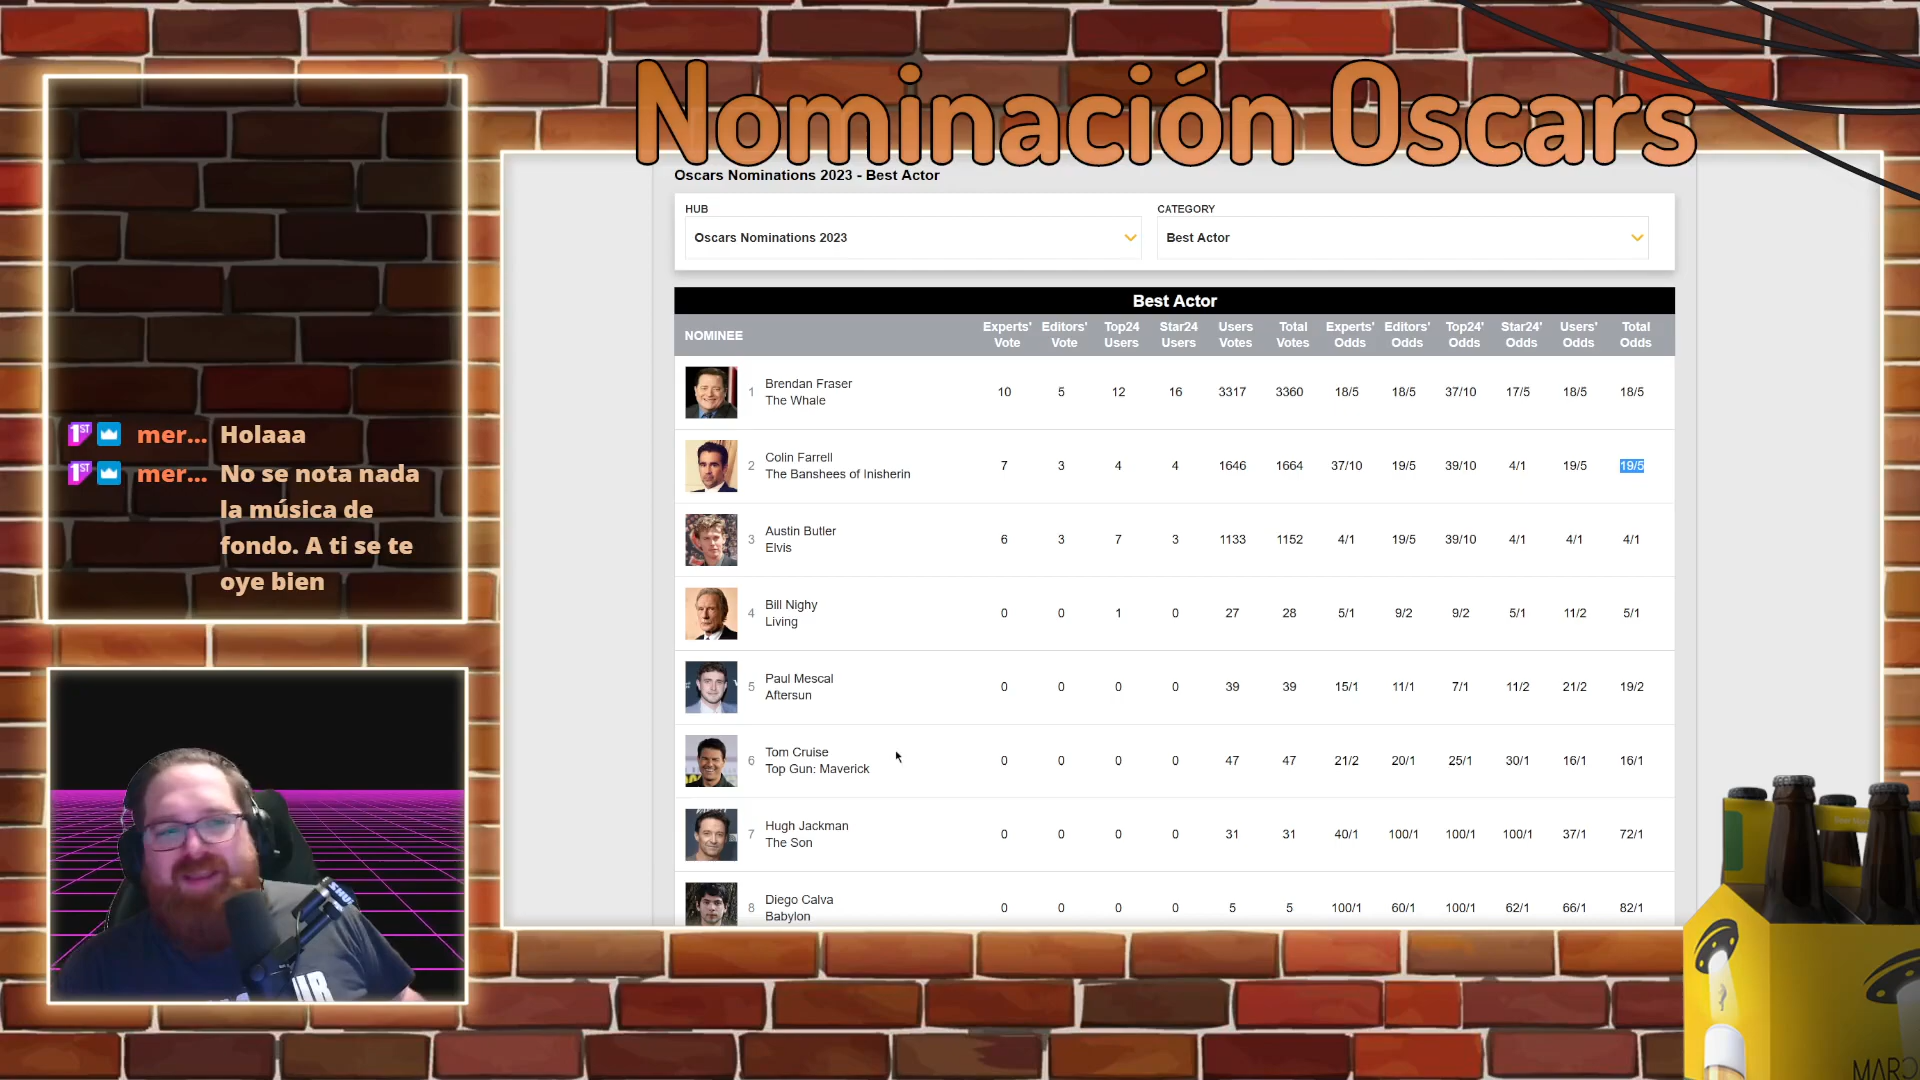 Nominación Oscars
Oscars Nominations 2023 - Best Actor
HUB
CATEGORY
Oscars Nominations 2023
Best Actor
Best Actor
NOMINEE
Experts' Vote Editors' Vote Top24 Users Star24 Users Users Votes Total Votes Experts' Odds Editors' Odds Top24' Odds Star24' Odds Users' Odds Total Odds
1 Brendan Fraser 10 5 12 16 3317 3360 18/5 18/5 37/10 17/5 18/5 18/5
The Whale
2 Colin Farrell 7 3 4 4 1646 1664 37/10 19/5 39/10 4/1 19/5 19/5
The Banshees of Inisherin
3 Austin Butler 6 3 7 3 1133 1152 4/1 19/5 39/10 4/1 4/1 4/1
Elvis
4 Bill Nighy 0 0 1 0 27 28 5/1 9/2 9/2 5/1 11/2 5/1
Living
5 Paul Mescal 0 0 0 0 39 39 15/1 11/1 7/1 11/2 21/2 19/2
Aftersun
6 Tom Cruise 0 0 0 0 47 47 21/2 20/1 25/1 30/1 16/1 16/1
Top Gun: Maverick
7 Hugh Jackman 0 0 0 0 31 31 40/1 100/1 100/1 100/1 37/1 72/1
The Son
8 Diego Calva 0 0 0 0 5 5 100/1 60/1 100/1 62/1 66/1 82/1
Babylon
1ST mer... Holaaa
1ST mer... No se nota nada
la música de
fondo. A ti se te
oye bien